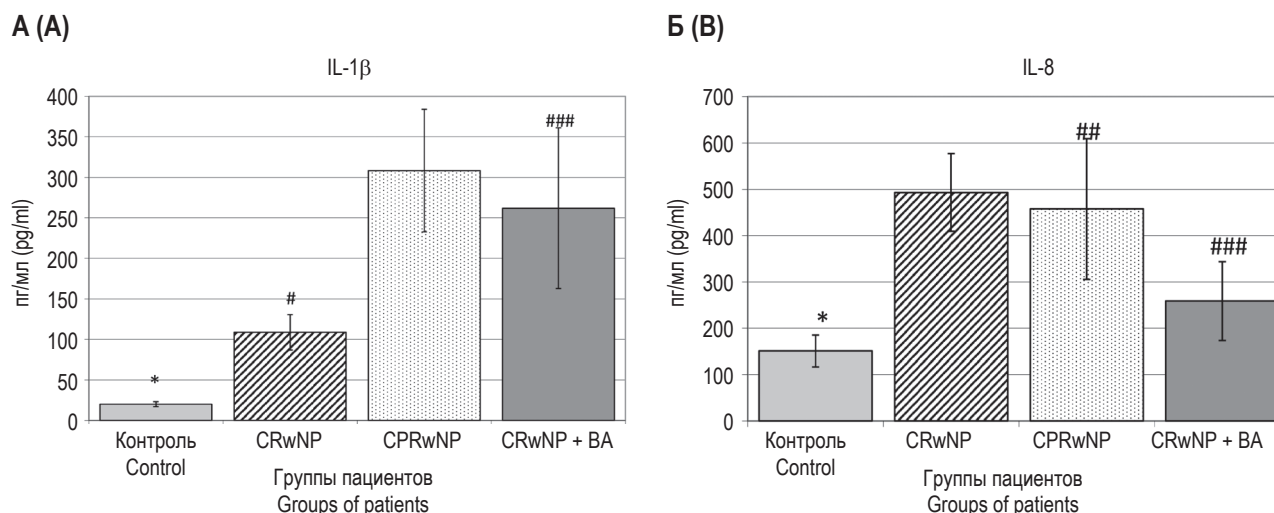 А (A)
IL-1β
400
350
300
250
200
150
100
50
0
пг/мл (pg/ml)
*
#
###
Контроль
Control
CRwNP
CPRwNP
CRwNP + BA
Группы пациентов
Groups of patients
Б (B)
IL-8
700
600
500
400
300
200
100
0
пг/мл (pg/ml)
*
##
###
Контроль
Control
CRwNP
CPRwNP
CRwNP + BA
Группы пациентов
Groups of patients